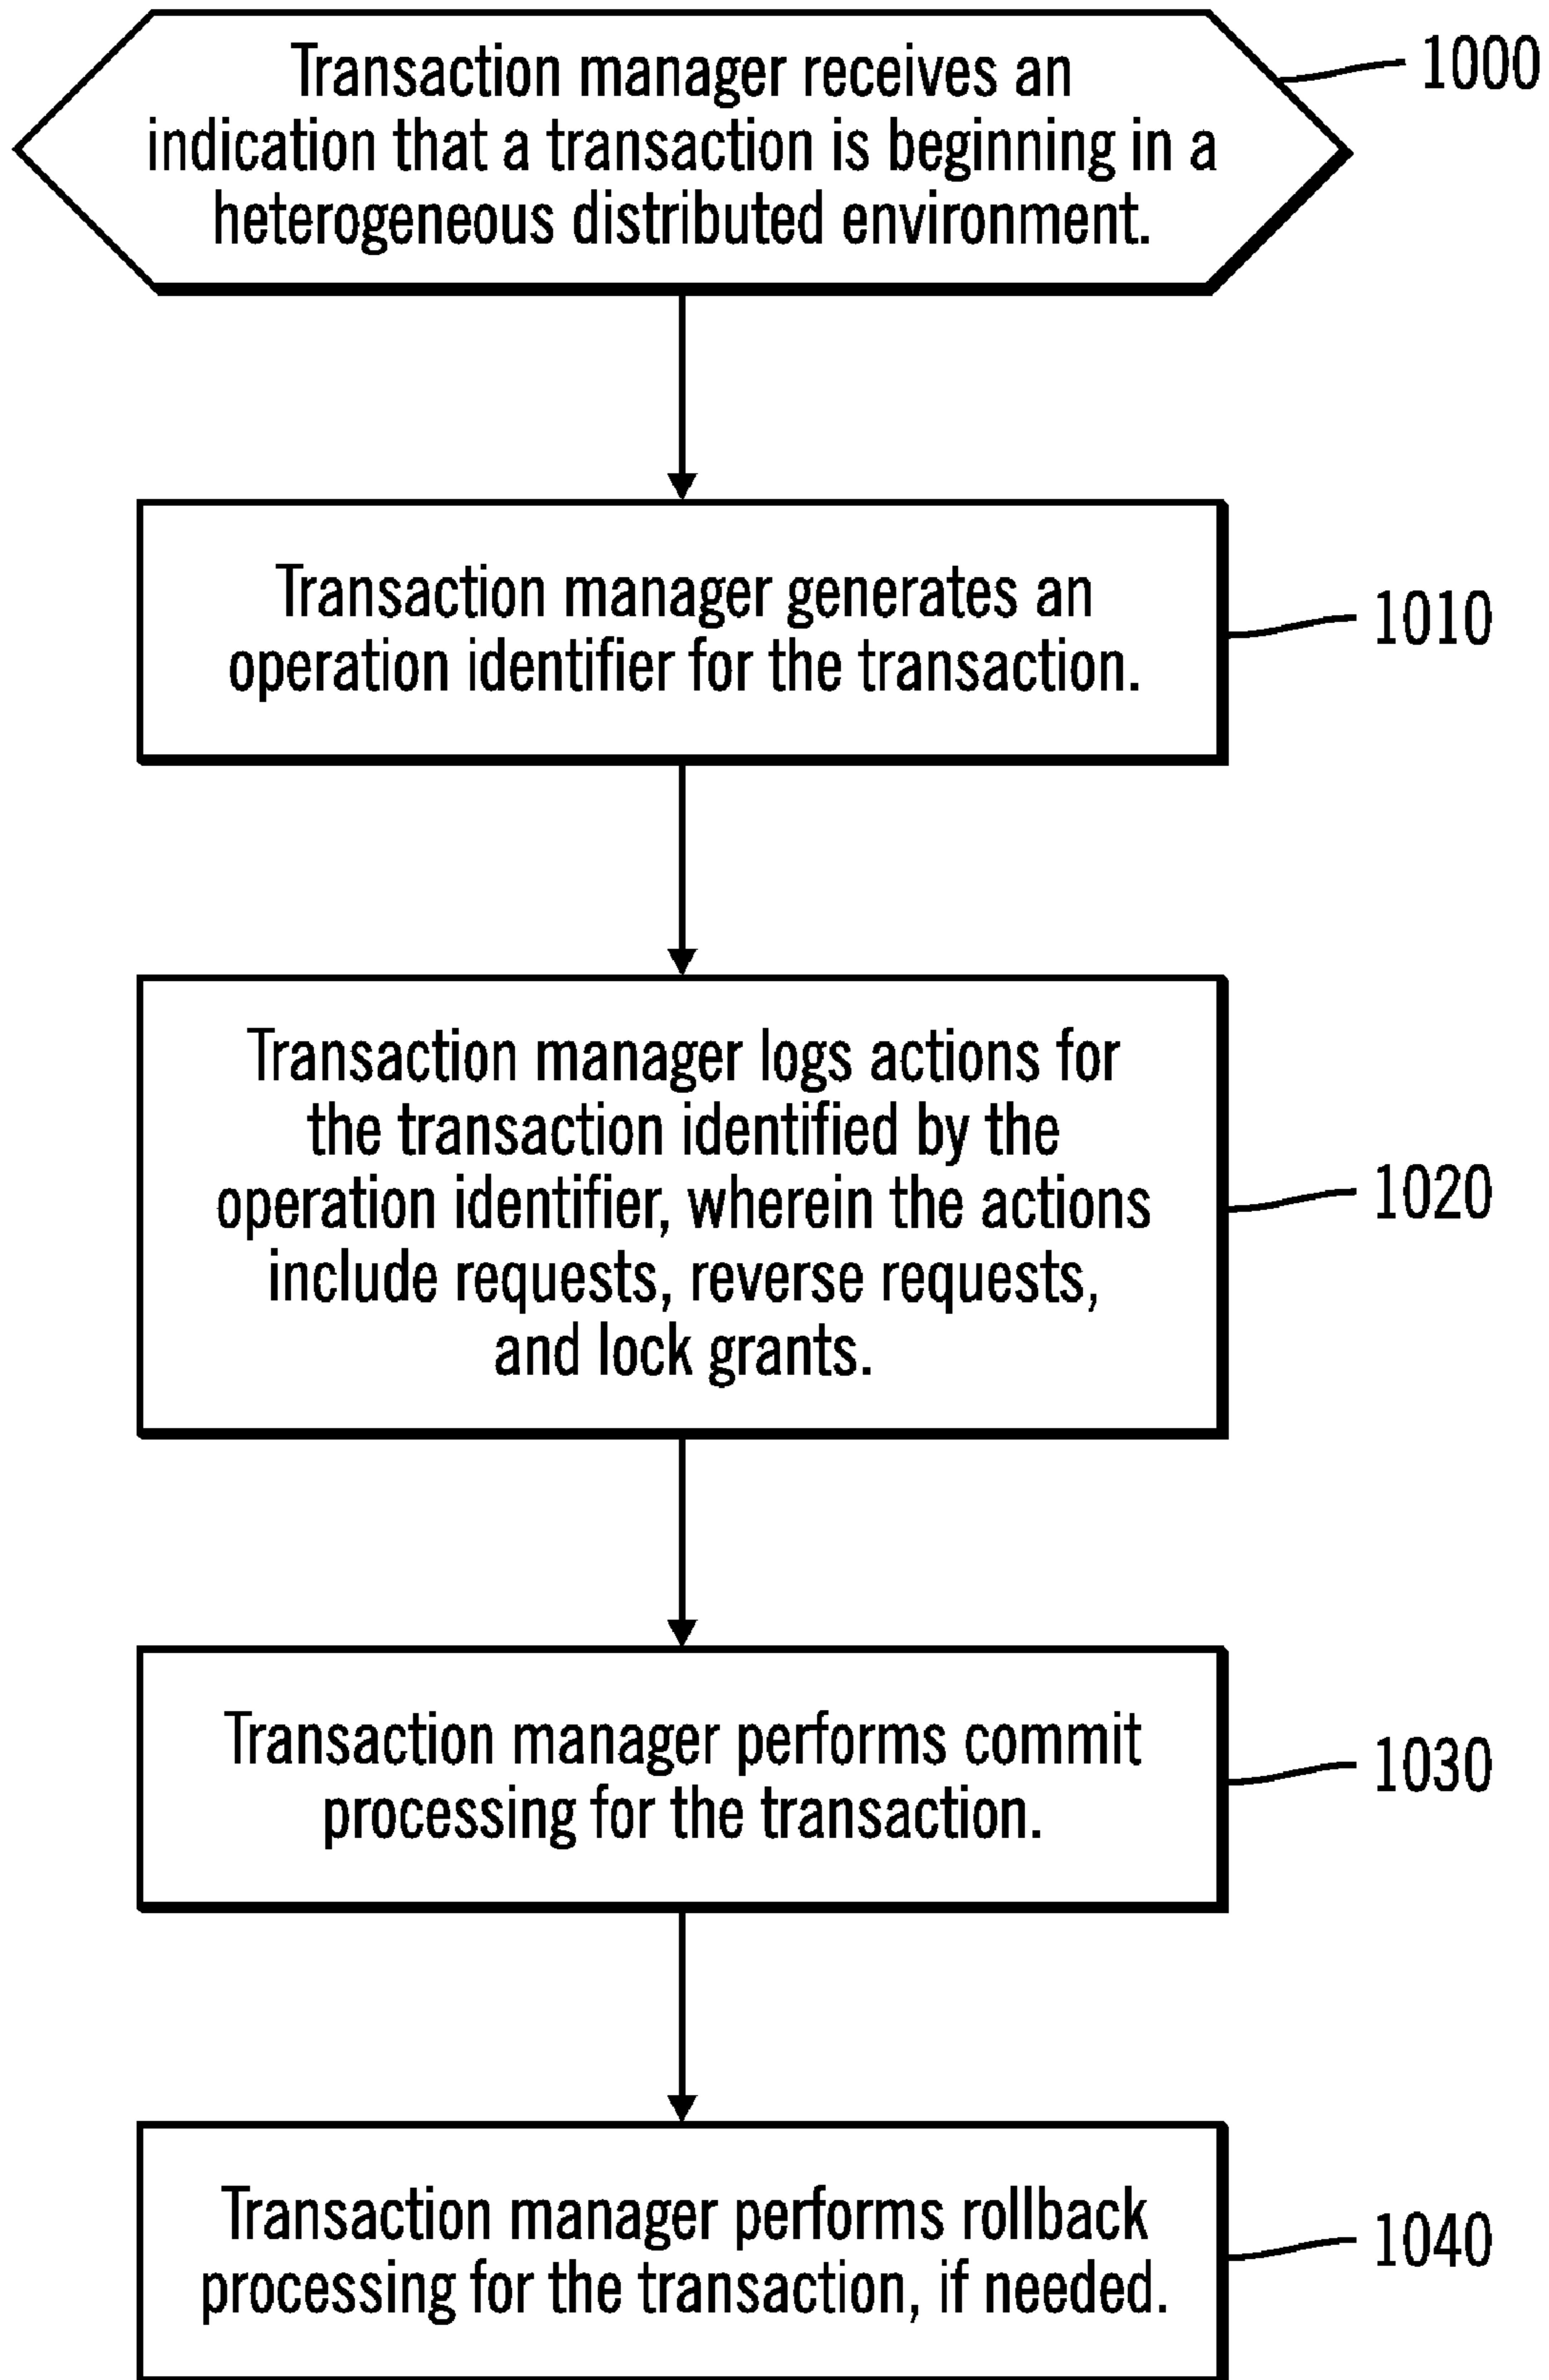 Transaction manager receives an
indication that a transaction is beginning in a
heterogeneous distributed environment.
1000
Transaction manager generates an
operation identifier for the transaction.
1010
Transaction manager logs actions for
the transaction identified by the
operation identifier, wherein the actions
include requests, reverse requests,
and lock grants.
1020
Transaction manager performs commit
processing for the transaction.
1030
Transaction manager performs rollback
processing for the transaction, if needed.
1040